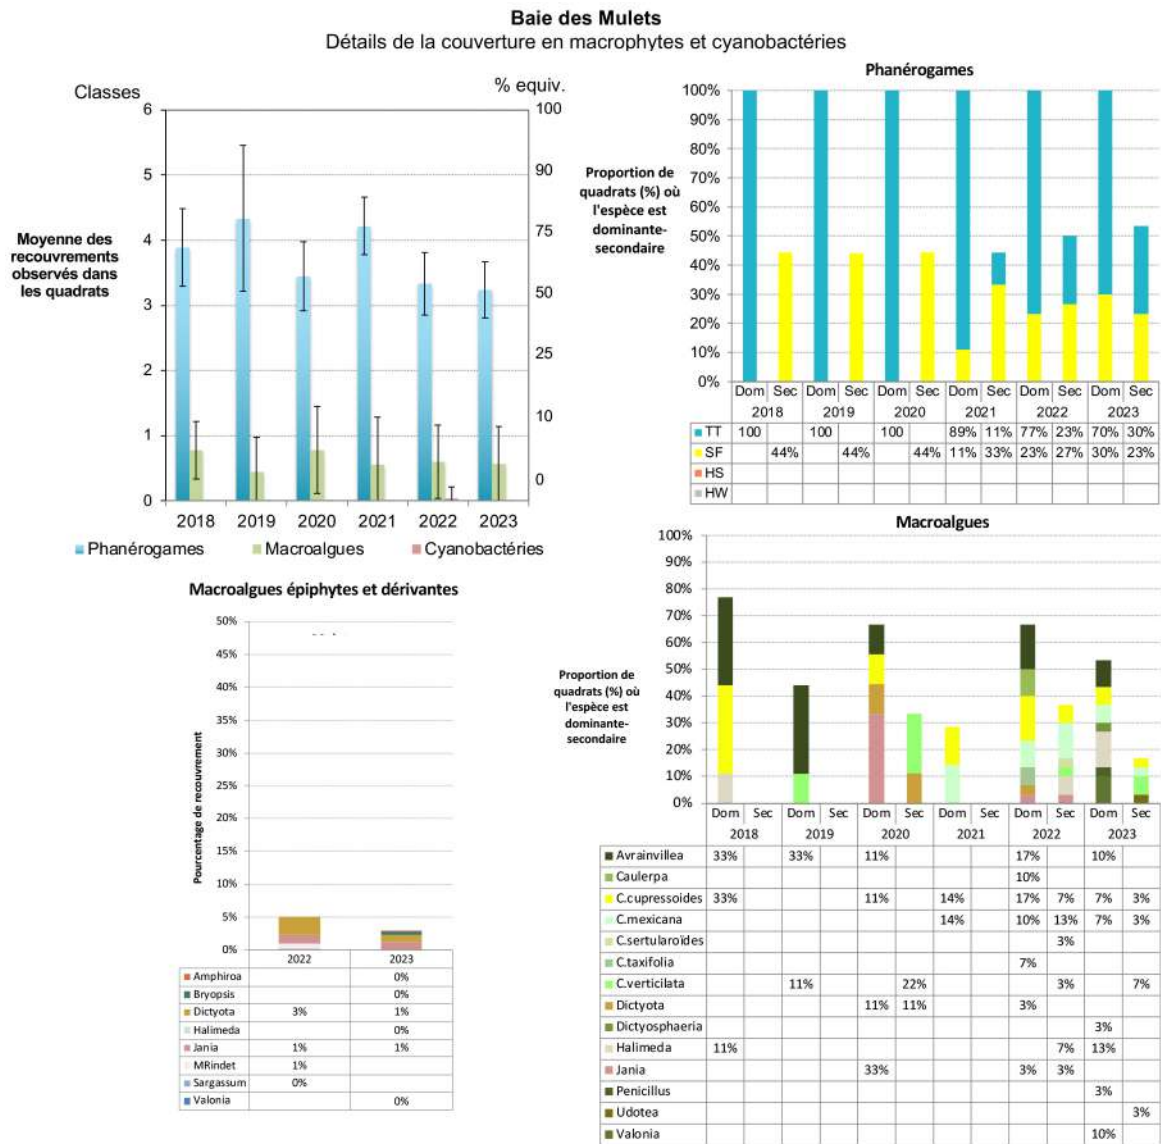 Baie des Mulets
Détails de la couverture en macrophytes et cyanobactéries
Classes
% equiv.
6
5
4
3
2
1
0
100
90
75
50
25
10
0
Moyenne des
recouvrements
observés dans
les quadrats
2018 2019 2020 2021 2022 2023
Phanérogames Macroalgues Cyanobactéries
Phanérogames
Proportion de
quadrats (%) où
l'espèce est
dominante-
secondaire
100%
90%
80%
70%
60%
50%
40%
30%
20%
10%
0%
Dom Sec Dom Sec Dom Sec Dom Sec Dom Sec Dom Sec
2018 2019 2020 2021 2022 2023
TT 100 100 100 89% 11% 77% 23% 70% 30%
SF 44% 44% 44% 11% 33% 23% 27% 30% 23%
HS
HW
Macroalgues épiphytes et dérivantes
Pourcentage de recouvrement
50%
45%
40%
35%
30%
25%
20%
15%
10%
5%
0%
2022 2023
Amphiroa 0%
Bryopsis 0%
Dictyota 3% 1%
Halimeda 0%
Jania 1% 1%
MRindet 1%
Sargassum 0%
Valonia 0%
Macroalgues
Proportion de
quadrats (%) où
l'espèce est
dominante-
secondaire
100%
90%
80%
70%
60%
50%
40%
30%
20%
10%
0%
Dom Sec Dom Sec Dom Sec Dom Sec Dom Sec Dom Sec
2018 2019 2020 2021 2022 2023
Avrainvillea 33% 33% 11% 17% 10%
Caulerpa 10%
C.cupressoides 33% 11% 14% 17% 7% 7% 3%
C.mexicana 14% 10% 13% 7% 3%
C.sertularoïdes 3%
C.taxifolia 7%
C.verticilata 11% 22% 3% 7%
Dictyota 11% 11% 3%
Dictyosphaeria 3%
Halimeda 11% 7% 13%
Jania 33% 3% 3%
Penicillus 3%
Udotea 3%
Valonia 10%